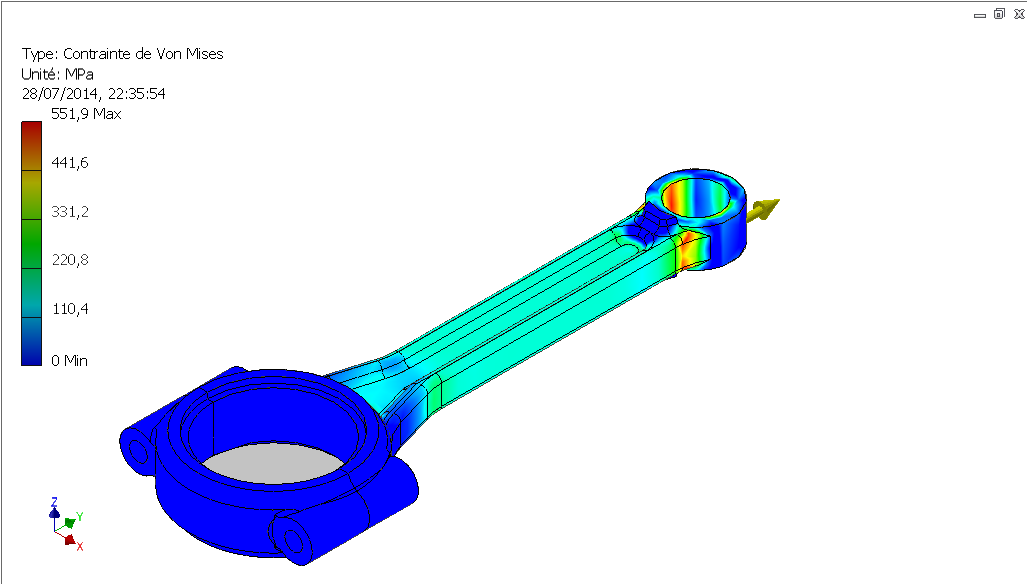 Type: Contrainte de Von Mises
Unité: MPa
28/07/2014, 22:35:54
551,9 Max
441,6
331,2
220,8
110,4
0 Min
Z
Y
X